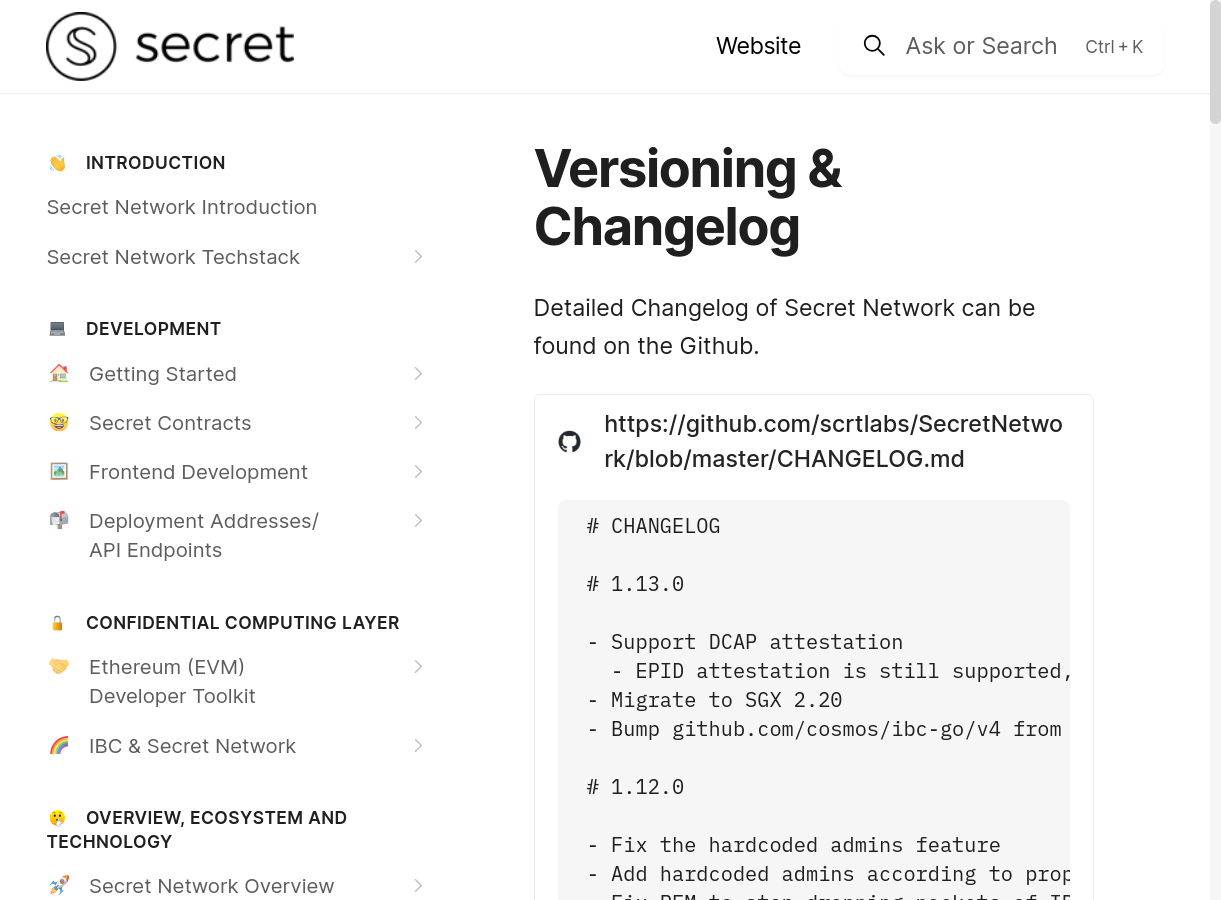 secret
Website
Ask or Search Ctrl + K
INTRODUCTION
Secret Network Introduction
Secret Network Techstack
DEVELOPMENT
Getting Started
Secret Contracts
Frontend Development
Deployment Addresses/
API Endpoints
CONFIDENTIAL COMPUTING LAYER
Ethereum (EVM)
Developer Toolkit
IBC & Secret Network
OVERVIEW, ECOSYSTEM AND
TECHNOLOGY
Secret Network Overview
Versioning &
Changelog
Detailed Changelog of Secret Network can be
found on the Github.
https://github.com/scrtlabs/SecretNetwo
rk/blob/master/CHANGELOG.md
# CHANGELOG
# 1.13.0
- Support DCAP attestation
- EPID attestation is still supported,
- Migrate to SGX 2.20
- Bump github.com/cosmos/ibc-go/v4 from
# 1.12.0
- Fix the hardcoded admins feature
- Add hardcoded admins according to prop